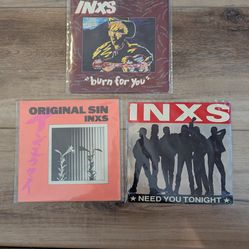 INXS
"burn for you"
ORIGINAL SIN
INXS
INXS
★ NEED YOU TONIGHT ★